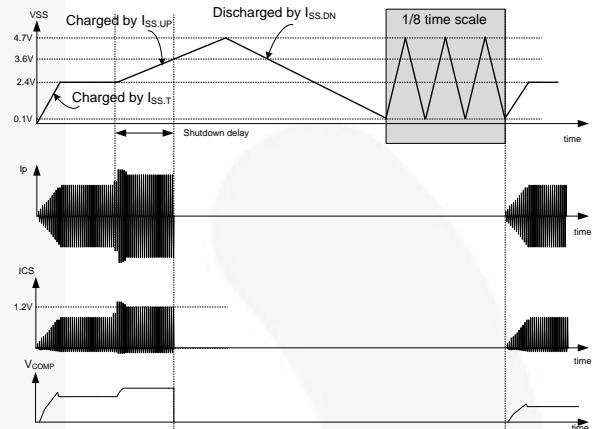 VSS
Charged by ISS.UP
Discharged by ISS.DN
1/8 time scale
4.7V
3.6V
2.4V
Charged by ISS.T
0.1V
Shutdown delay
time
Ip
time
ICS
1.2V
time
VCOMP
time